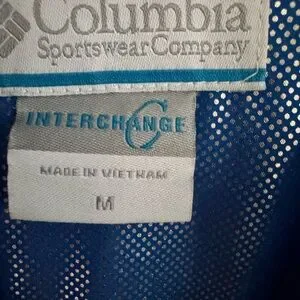 Columbia
Sportswear Company
INTERCHANGE
MADE IN VIETNAM
M